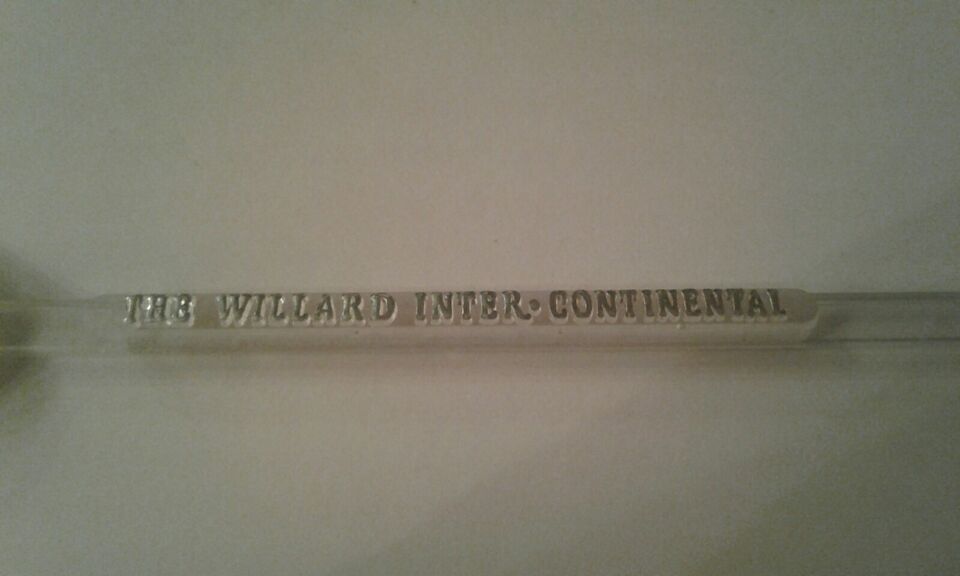 THE WILLARD INTER·CONTINENTAL